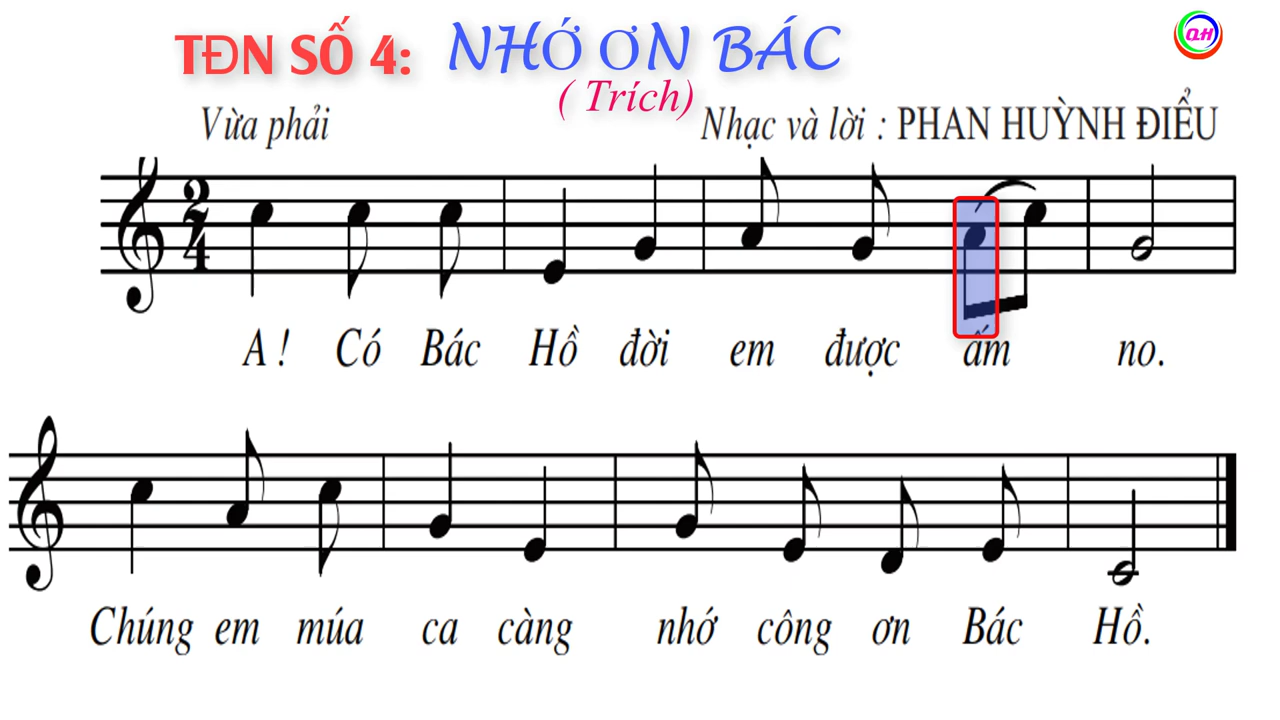 TĐN SỐ 4: NHỚ ƠN BÁC
( Trích)
QH
Vừa phải
Nhạc và lời : PHAN HUỲNH ĐIỂU
2
4
A ! Có Bác Hồ đời em được ấm no.
Chúng em múa ca càng nhớ công ơn Bác Hồ.